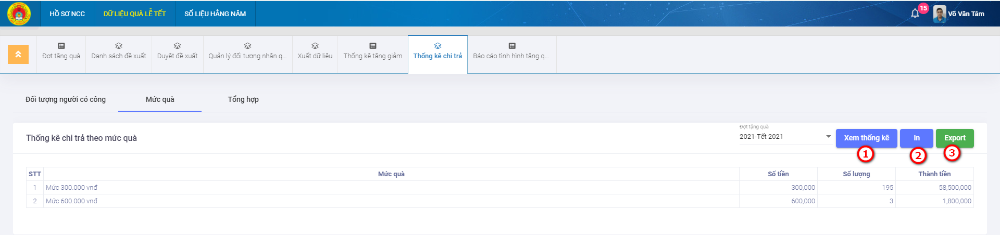 HỒ SƠ NCC DỮ LIỆU QUÀ LỄ TẾT SỐ LIỆU HẰNG NĂM 15 Võ Văn Tám
Đợt tặng quà Danh sách đề xuất Duyệt đề xuất Quản lý đối tượng nhận q... Xuất dữ liệu Thống kê tăng giảm Thống kê chi trả Báo cáo tình hình tặng q...
Đối tượng người có công Mức quà Tổng hợp
Đợt tặng quà
Thống kê chi trả theo mức quà 2021-Tết 2021 Xem thống kê In Export
1 2 3
STT Mức quà Số tiền Số lượng Thành tiền
1 Mức 300.000 vnđ 300,000 195 58,500,000
2 Mức 600.000 vnđ 600,000 3 1,800,000